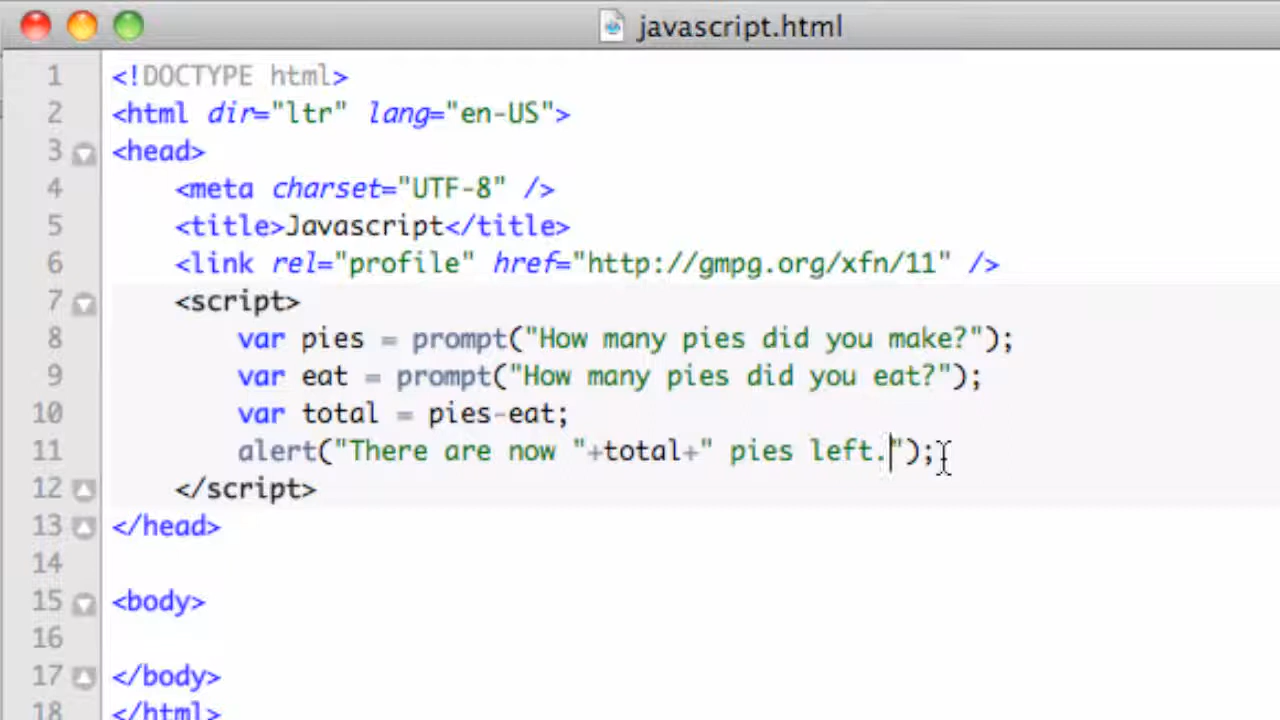 javascript.html
1 <!DOCTYPE html>
2 <html dir="ltr" lang="en-US">
3 <head>
4 <meta charset="UTF-8" />
5 <title>Javascript</title>
6 <link rel="profile" href="http://gmpg.org/xfn/11" />
7 <script>
8 var pies = prompt("How many pies did you make?");
9 var eat = prompt("How many pies did you eat?");
10 var total = pies-eat;
11 alert("There are now "+total+" pies left.");
12 </script>
13 </head>
14
15 <body>
16
17 </body>
18 </html>